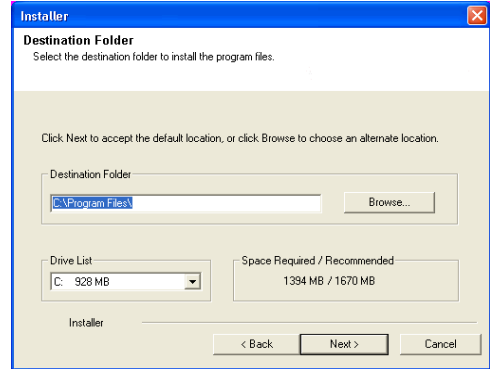 Installer
Destination Folder
Select the destination folder to install the program files.
Click Next to accept the default location, or click Browse to choose an alternate location.
Destination Folder
C:\Program Files\
Browse...
Drive List
C: 928 MB
Space Required / Recommended
1394 MB / 1670 MB
Installer
< Back
Next >
Cancel